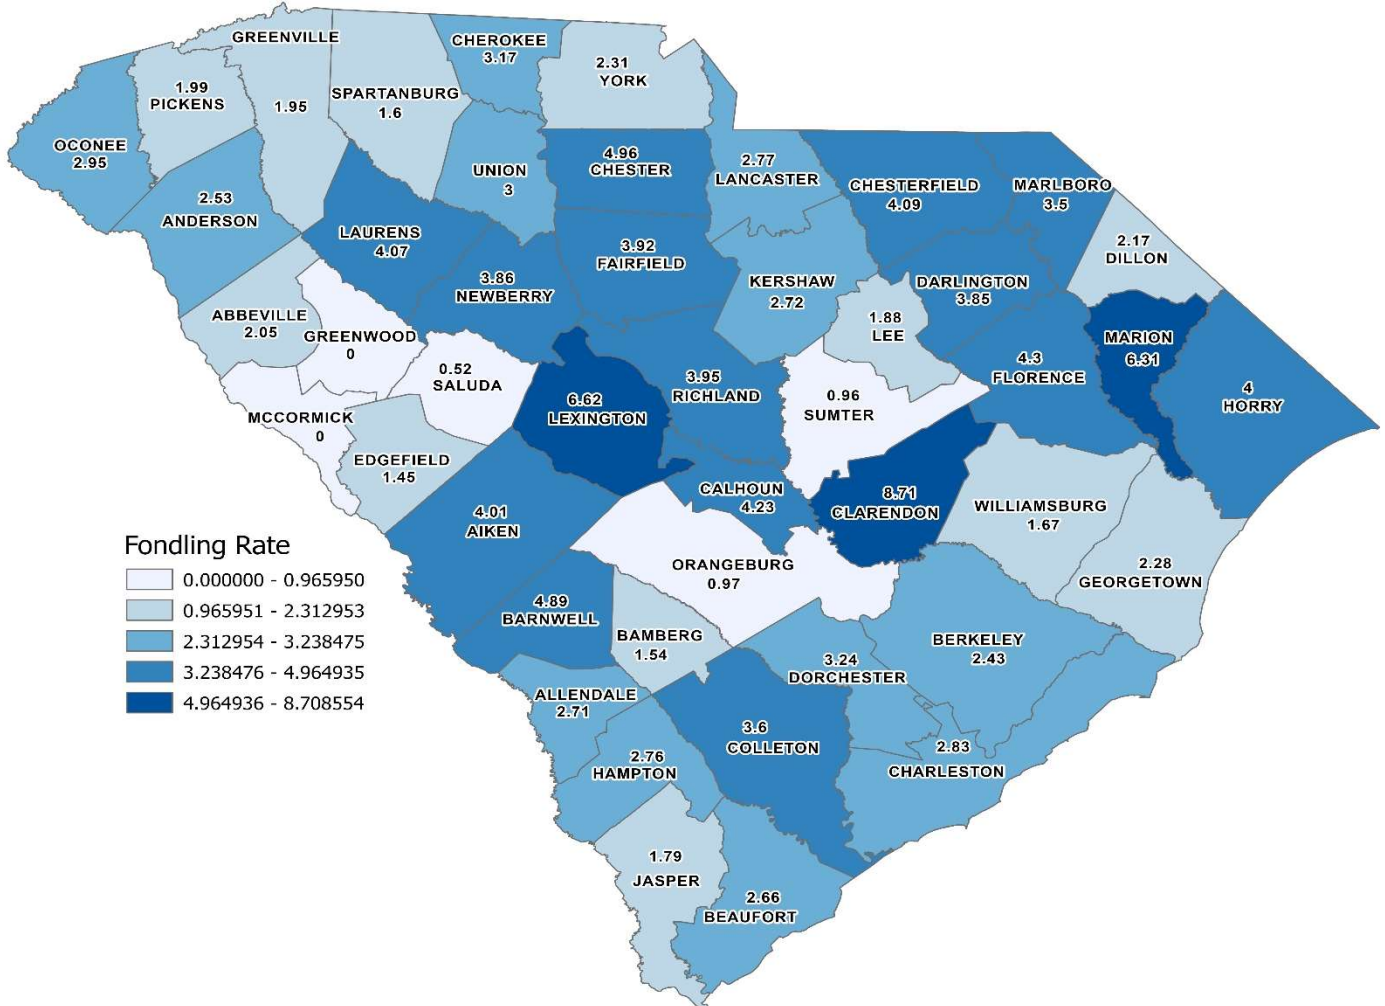 GREENVILLE
1.95
CHEROKEE
3.17
2.31
YORK
1.99
PICKENS
SPARTANBURG
1.6
OCONEE
2.95
4.96
CHESTER
2.77
LANCASTER
UNION
3
CHESTERFIELD
4.09
MARLBORO
3.5
2.53
ANDERSON
LAURENS
4.07
3.92
FAIRFIELD
2.17
DILLON
3.86
NEWBERRY
KERSHAW
2.72
DARLINGTON
3.85
ABBEVILLE
2.05
GREENWOOD
0
1.88
LEE
MARION
6.31
0.52
SALUDA
3.95
RICHLAND
4.3
FLORENCE
4
HORRY
6.62
LEXINGTON
0.96
SUMTER
MCCORMICK
0
EDGEFIELD
1.45
CALHOUN
4.23
8.71
CLARENDON
WILLIAMSBURG
1.67
4.01
AIKEN
ORANGEBURG
0.97
2.28
GEORGETOWN
4.89
BARNWELL
BAMBERG
1.54
BERKELEY
2.43
3.24
DORCHESTER
ALLENDALE
2.71
3.6
COLLETON
2.83
CHARLESTON
2.76
HAMPTON
1.79
JASPER
2.66
BEAUFORT
Fondling Rate
0.000000 - 0.965950
0.965951 - 2.312953
2.312954 - 3.238475
3.238476 - 4.964935
4.964936 - 8.708554